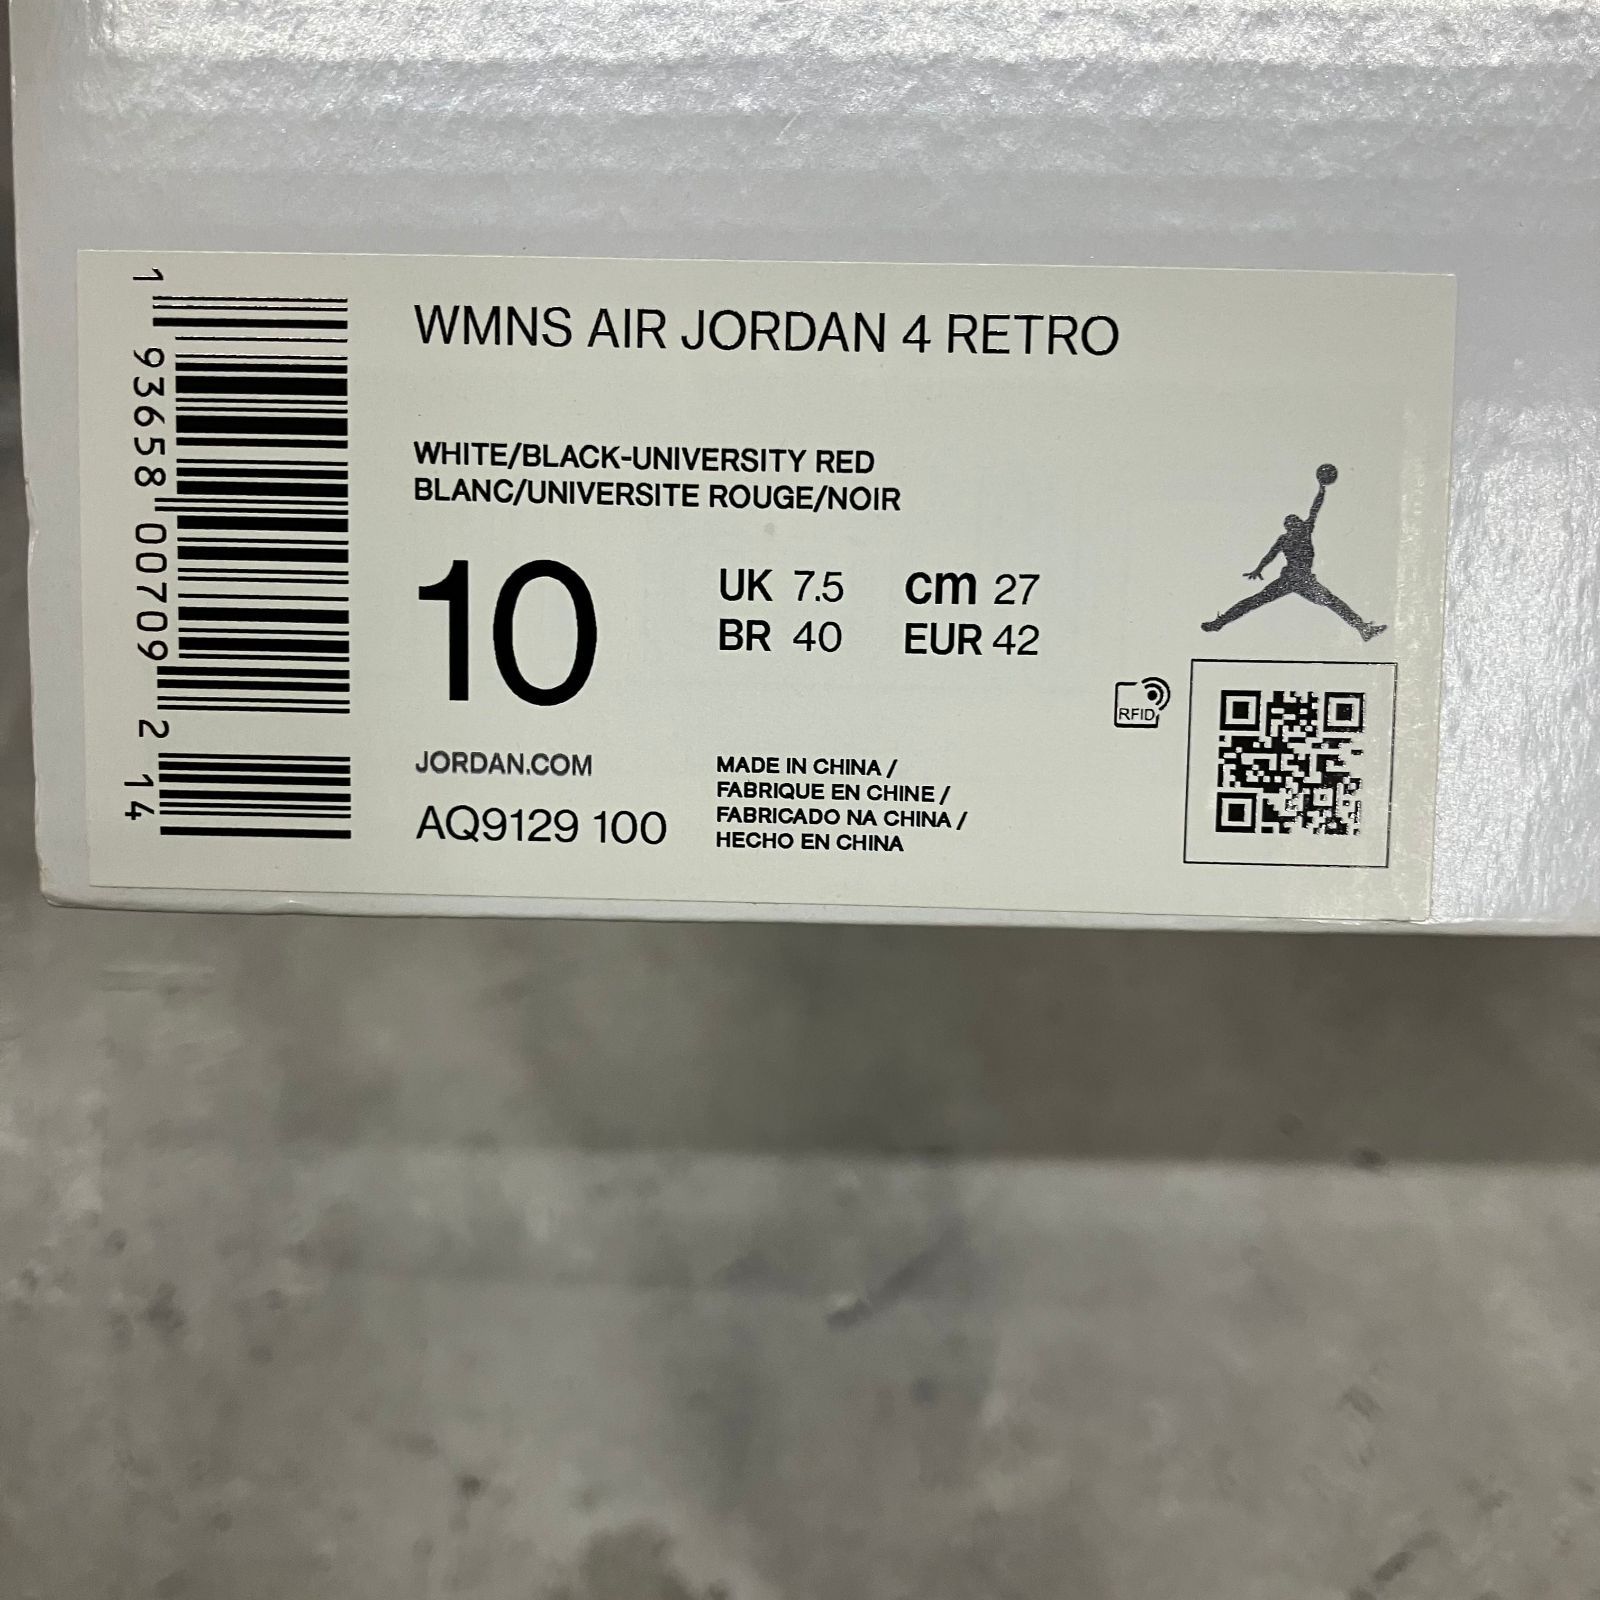 WMNS AIR JORDAN 4 RETRO
WHITE/BLACK-UNIVERSITY RED
BLANC/UNIVERSITE ROUGE/NOIR
10
UK 7.5 cm 27
BR 40 EUR 42
RFID
JORDAN.COM
AQ9129 100
MADE IN CHINA /
FABRIQUE EN CHINE /
FABRICADO NA CHINA /
HECHO EN CHINA
1 93658 00709 2 14